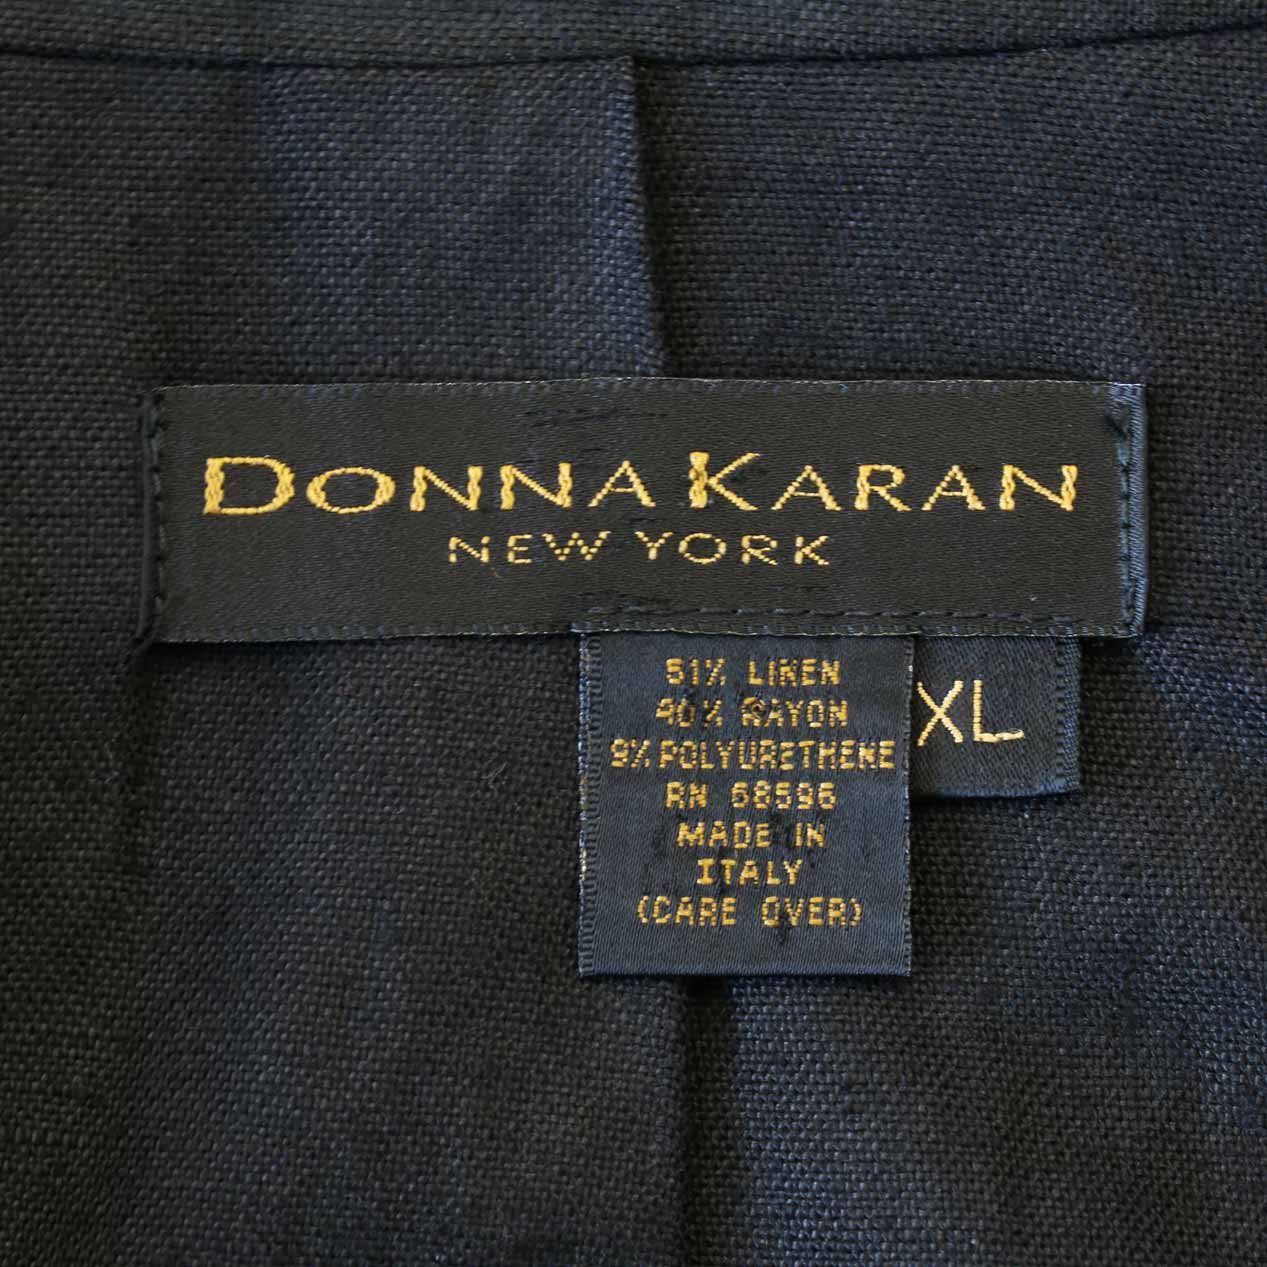 DONNA KARAN
NEW YORK
51% LINEN
40% RAYON
9% POLYURETHENE
RN 68596
MADE IN
ITALY
(CARE OVER)
XL